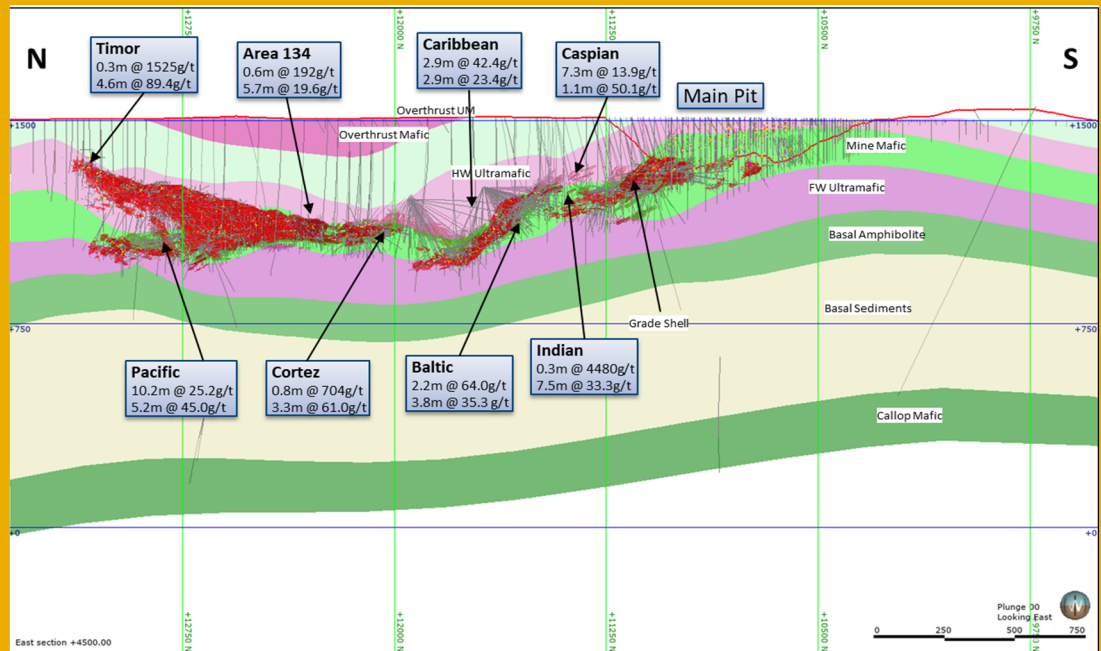 +12750 N
+12000 N
+11250 N
+10500 N
+9750 N
N
S
Timor
0.3m @ 1525g/t
4.6m @ 89.4g/t
Area 134
0.6m @ 192g/t
5.7m @ 19.6g/t
Caribbean
2.9m @ 42.4g/t
2.9m @ 23.4g/t
Caspian
7.3m @ 13.9g/t
1.1m @ 50.1g/t
Main Pit
Overthrust UM
+1500
+1500
Overthrust Mafic
Mine Mafic
HW Ultramafic
FW Ultramafic
Basal Amphibolite
Basal Sediments
Grade Shell
+750
+750
Pacific
10.2m @ 25.2g/t
5.2m @ 45.0g/t
Cortez
0.8m @ 704g/t
3.3m @ 61.0g/t
Baltic
2.2m @ 64.0g/t
3.8m @ 35.3 g/t
Indian
0.3m @ 4480g/t
7.5m @ 33.3g/t
Callop Mafic
+0
+0
+12750 N
+12000 N
+11250 N
+10500 N
+9750 N
Plunge 00
Looking East
0 250 500 750
East section +4500.00